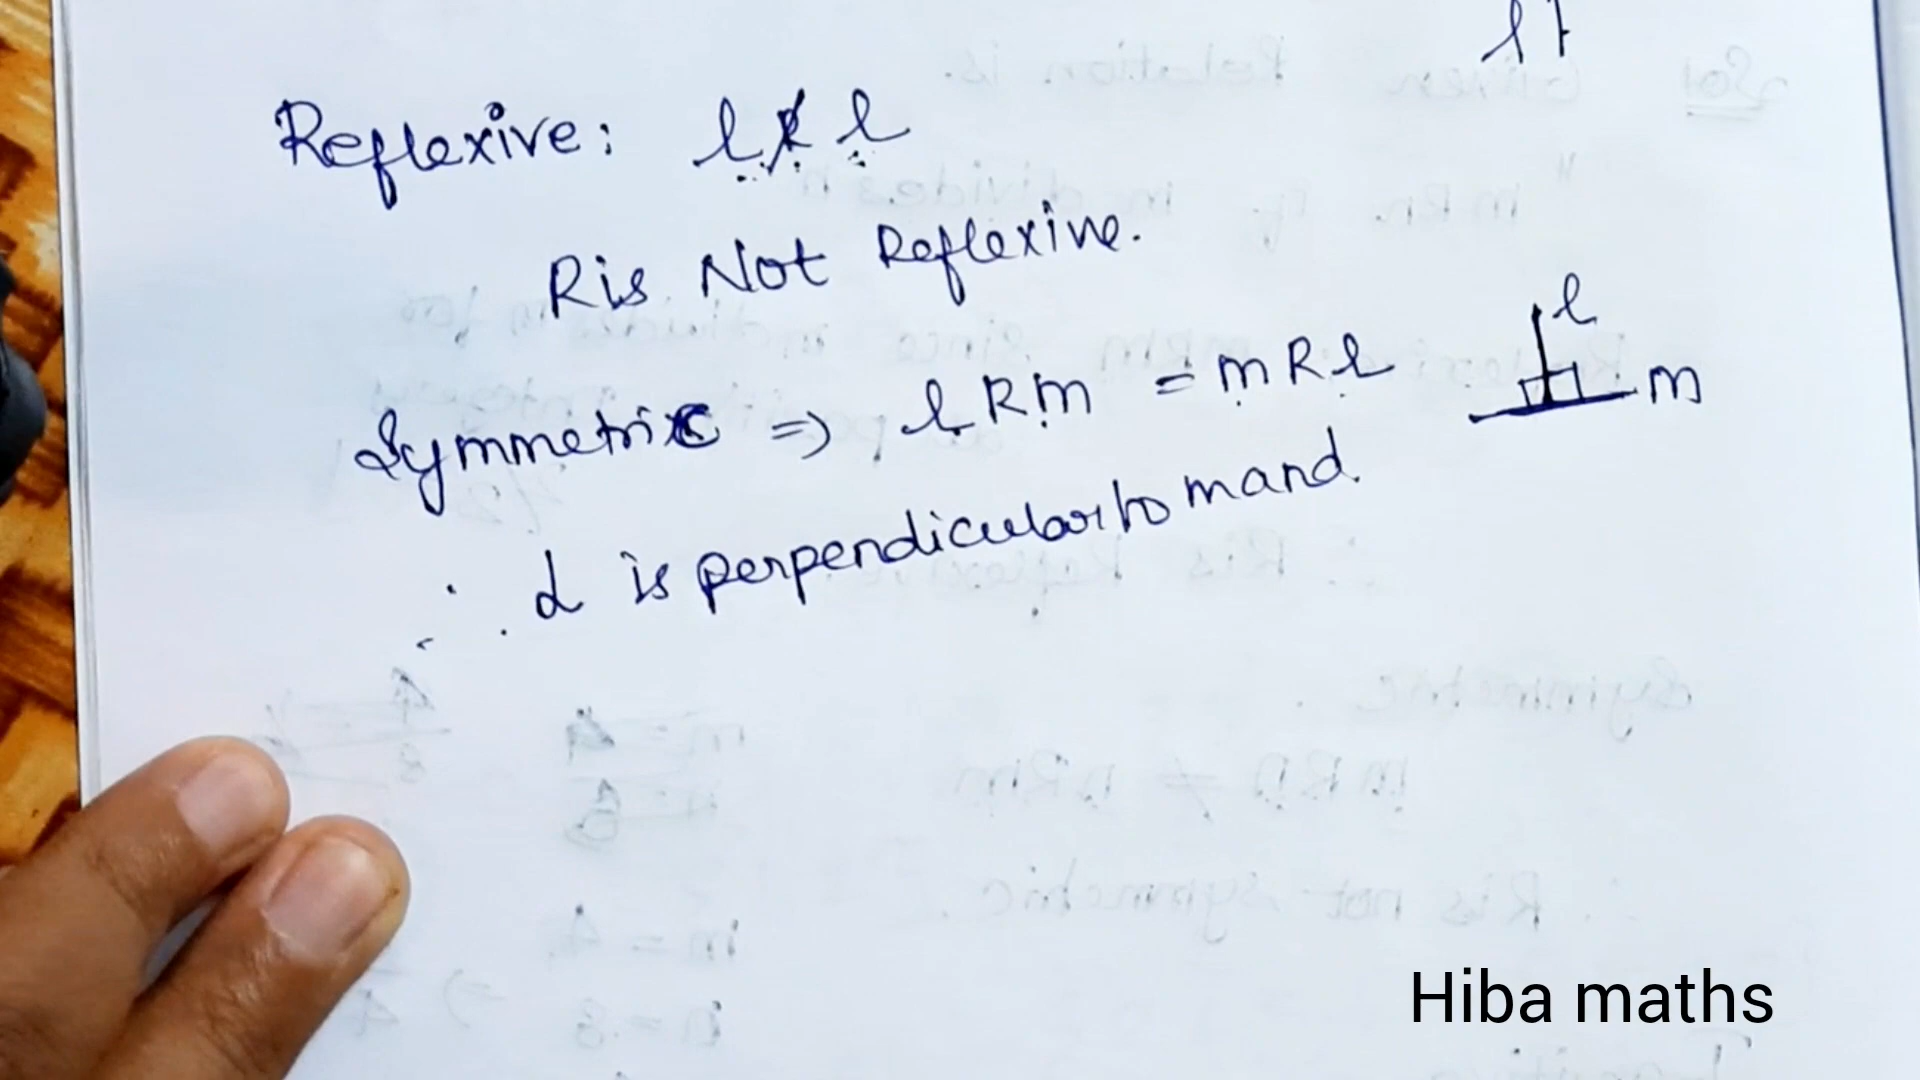 Reflexive: l R̸ l
R is Not Reflexive.
Symmetric ⇒ l R m = m R l
l
m
∴ L is perpendicular to m and
Hiba maths